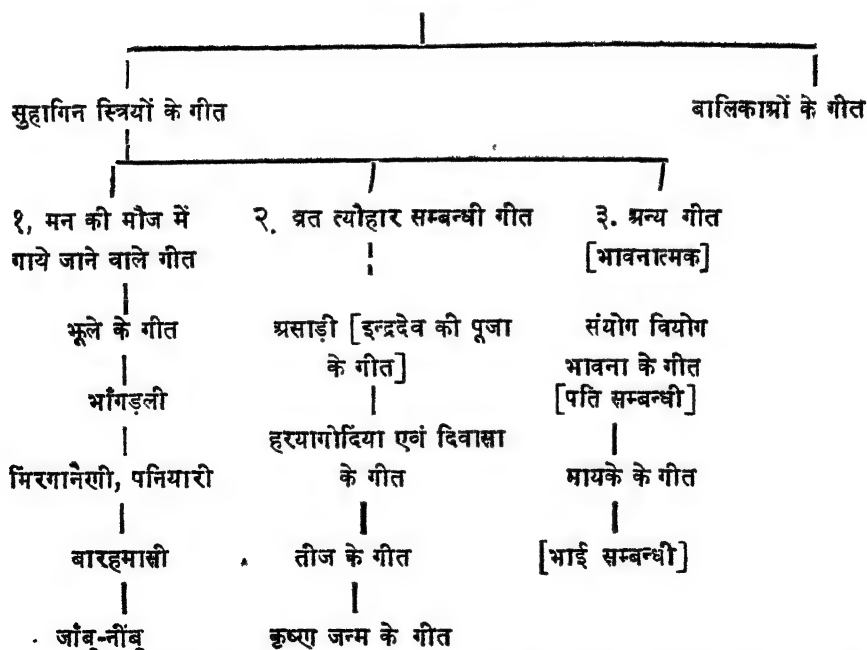 सुहागिन स्त्रियों के गीत
बालिकाओं के गीत
१, मन की मौज में
गाये जाने वाले गीत
झूले के गीत
भाँगड़ली
मिरगानैणी, पनियारी
बारहमासी
जाँबू-नींबू
२. व्रत त्यौहार सम्बन्धी गीत
असाड़ी [इन्द्रदेव की पूजा
के गीत]
हरयागोदिया एवं दिवासा
के गीत
तीज के गीत
कृष्ण जन्म के गीत
३. अन्य गीत
[भावनात्मक]
संयोग वियोग
भावना के गीत
[पति सम्बन्धी]
मायके के गीत
[भाई सम्बन्धी]